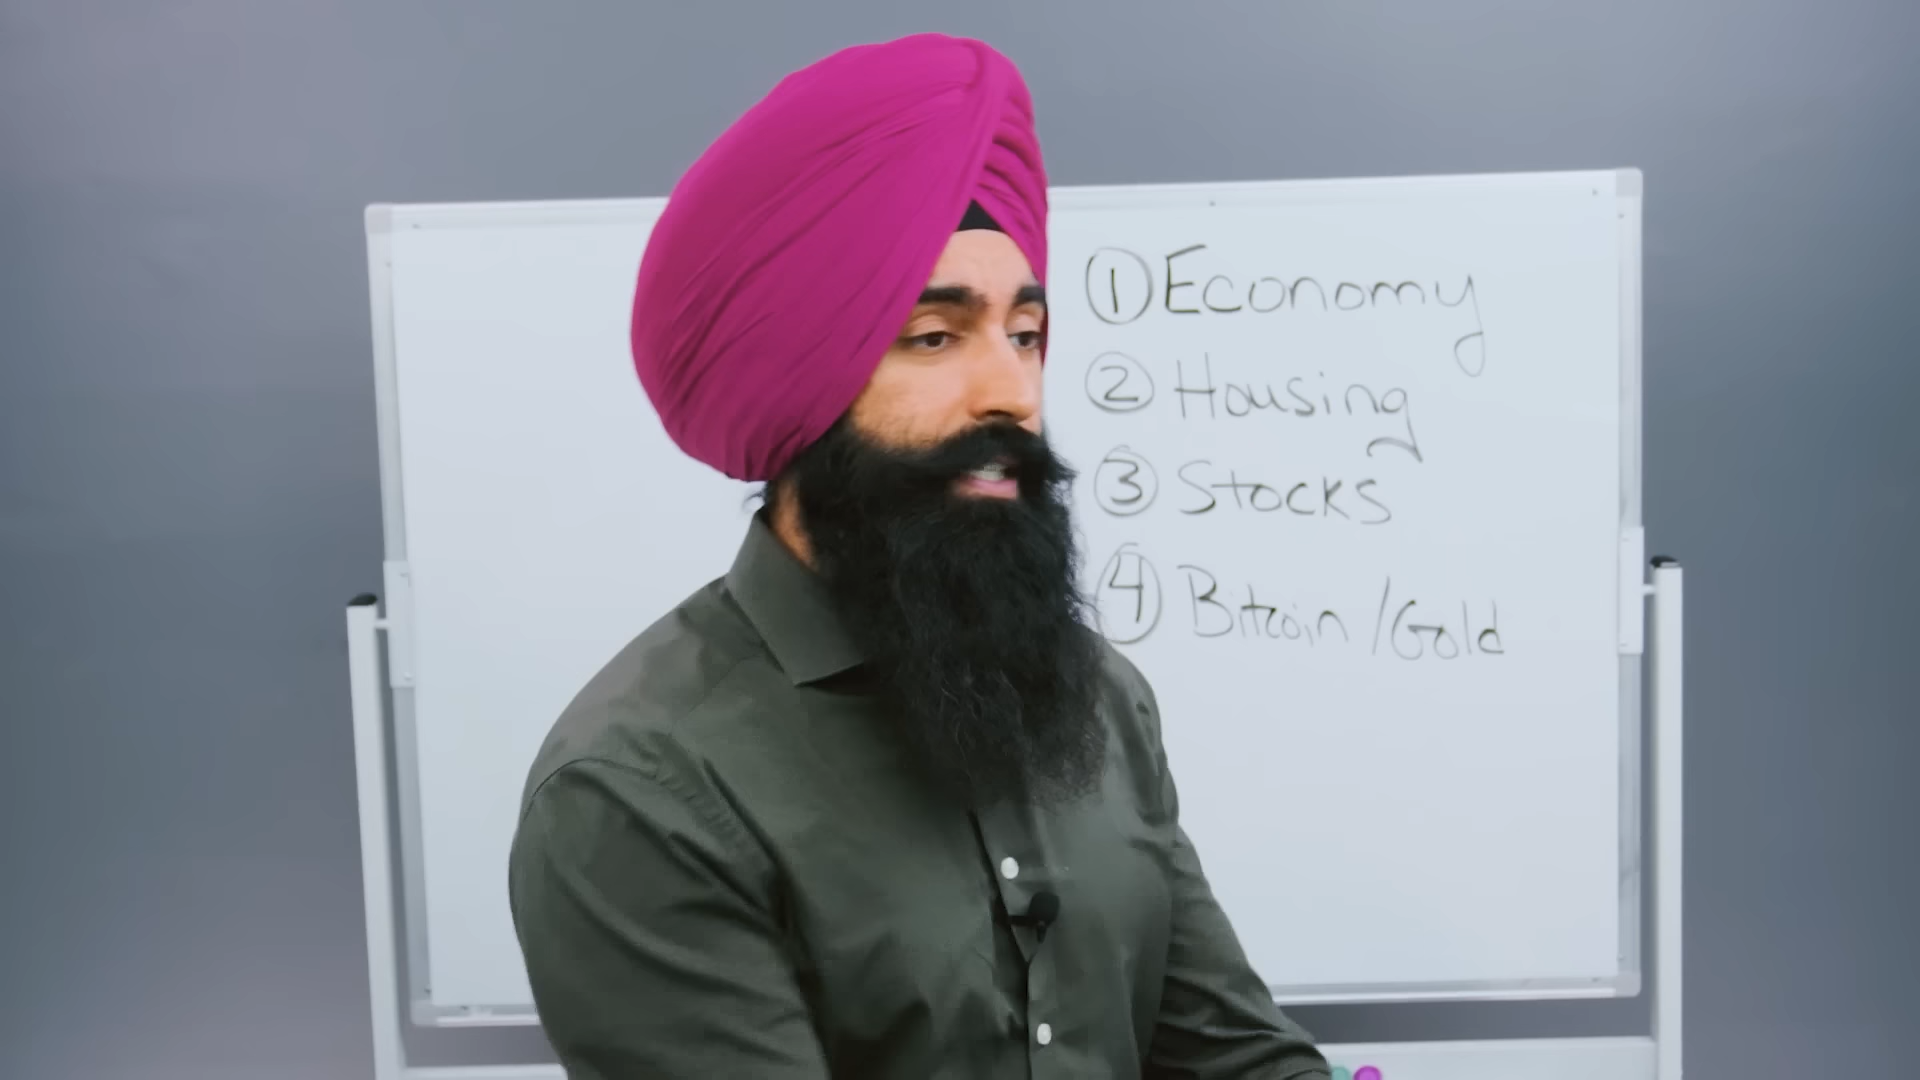 ① Economy
② Housing
③ Stocks
④ Bitcoin/Gold